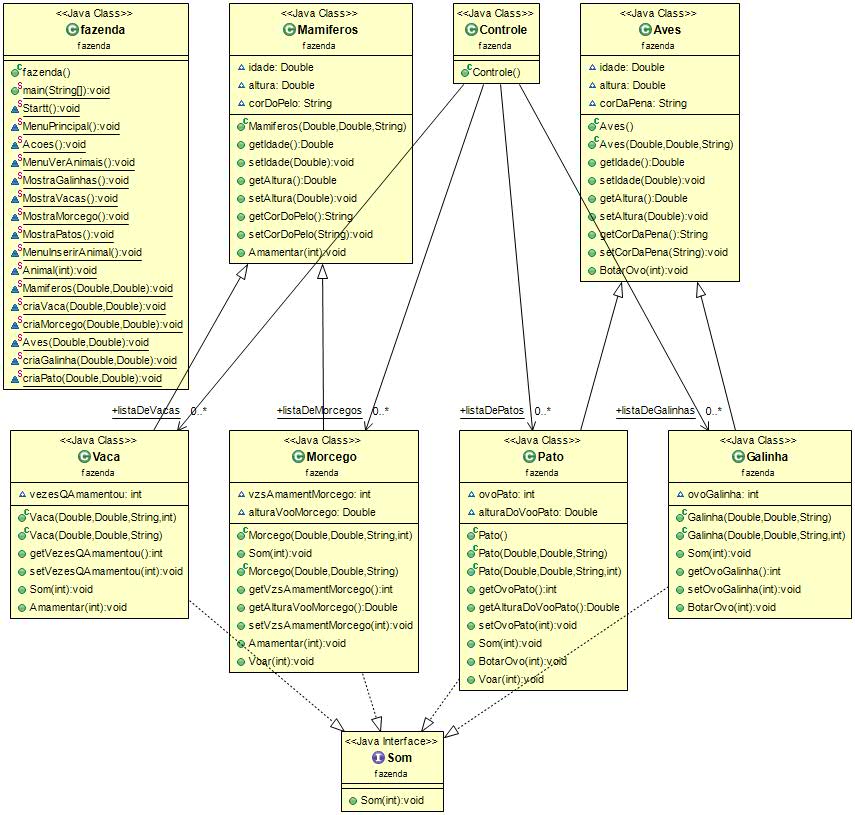 <<Java Class>>
fazenda
fazenda
fazenda()
main(String[]):void
Startt():void
MenuPrincipal():void
Acoes():void
MenuVerAnimais():void
MostraGalinhas():void
MostraVacas():void
MostraMorcego():void
MostraPatos():void
MenuInserirAnimal():void
Animal(int):void
Mamiferos(Double,Double):void
criaVaca(Double,Double):void
criaMorcego(Double,Double):void
Aves(Double,Double):void
criaGalinha(Double,Double):void
criaPato(Double,Double):void
<<Java Class>>
Mamiferos
fazenda
idade: Double
altura: Double
corDoPelo: String
Mamiferos(Double,Double,String)
getIdade():Double
setIdade(Double):void
getAltura():Double
setAltura(Double):void
getCorDoPelo():String
setCorDoPelo(String):void
Amamentar(int):void
<<Java Class>>
Controle
fazenda
Controle()
<<Java Class>>
Aves
fazenda
idade: Double
altura: Double
corDaPena: String
Aves()
Aves(Double,Double,String)
getIdade():Double
setIdade(Double):void
getAltura():Double
setAltura(Double):void
getCorDaPena():String
setCorDaPena(String):void
BotarOvo(int):void
+listaDeVacas 0..*
+listaDeMorcegos 0..*
+listaDePatos 0..*
+listaDeGalinhas 0..*
<<Java Class>>
Vaca
fazenda
vezesQAmamentou: int
Vaca(Double,Double,String,int)
Vaca(Double,Double,String)
getVezesQAmamentou():int
setVezesQAmamentou(int):void
Som(int):void
Amamentar(int):void
<<Java Class>>
Morcego
fazenda
vzsAmamentMorcego: int
alturaVooMorcego: Double
Morcego(Double,Double,String,int)
Som(int):void
Morcego(Double,Double,String)
getVzsAmamentMorcego():int
getAlturaVooMorcego():Double
setVzsAmamentMorcego(int):void
Amamentar(int):void
Voar(int):void
<<Java Class>>
Pato
fazenda
ovoPato: int
alturaDoVooPato: Double
Pato()
Pato(Double,Double,String)
Pato(Double,Double,String,int)
getOvoPato():int
getAlturaDoVooPato():Double
setOvoPato(int):void
Som(int):void
BotarOvo(int):void
Voar(int):void
<<Java Class>>
Galinha
fazenda
ovoGalinha: int
Galinha(Double,Double,String)
Galinha(Double,Double,String,int)
Som(int):void
getOvoGalinha():int
setOvoGalinha(int):void
BotarOvo(int):void
<<Java Interface>>
Som
fazenda
Som(int):void